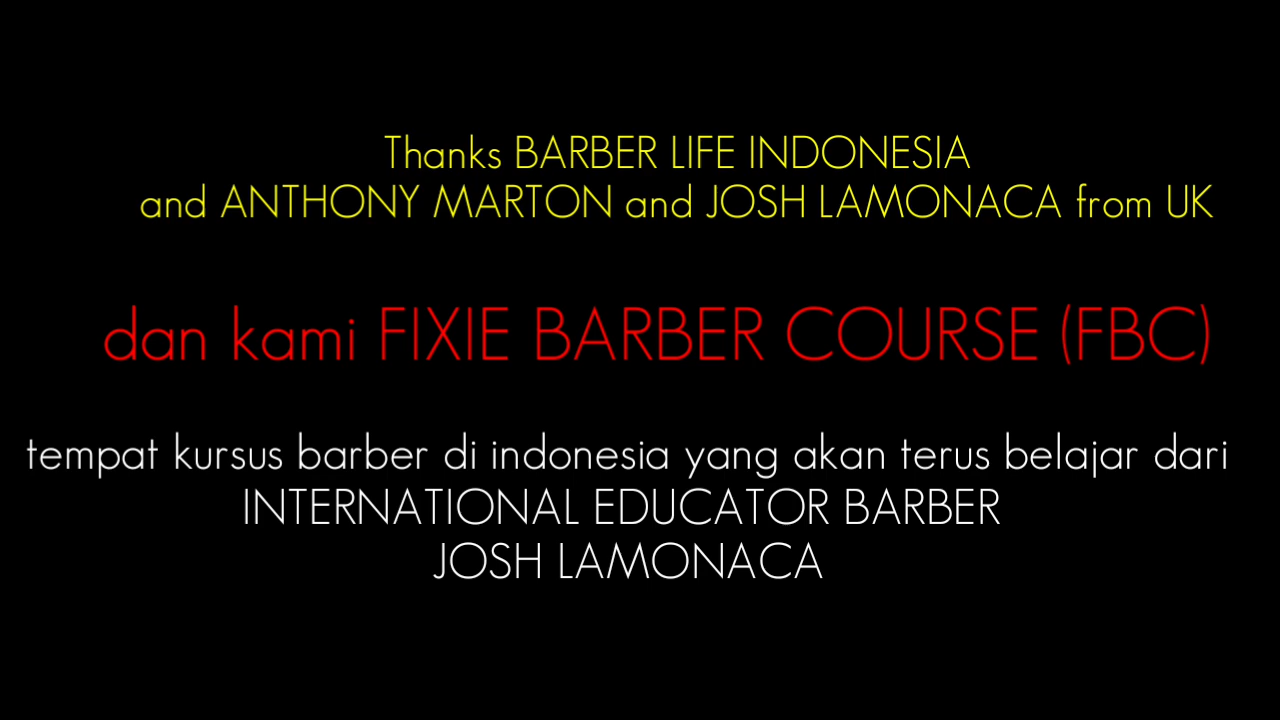 Thanks BARBER LIFE INDONESIA
and ANTHONY MARTON and JOSH LAMONACA from UK
dan kami FIXIE BARBER COURSE (FBC)
tempat kursus barber di indonesia yang akan terus belajar dari
INTERNATIONAL EDUCATOR BARBER
JOSH LAMONACA